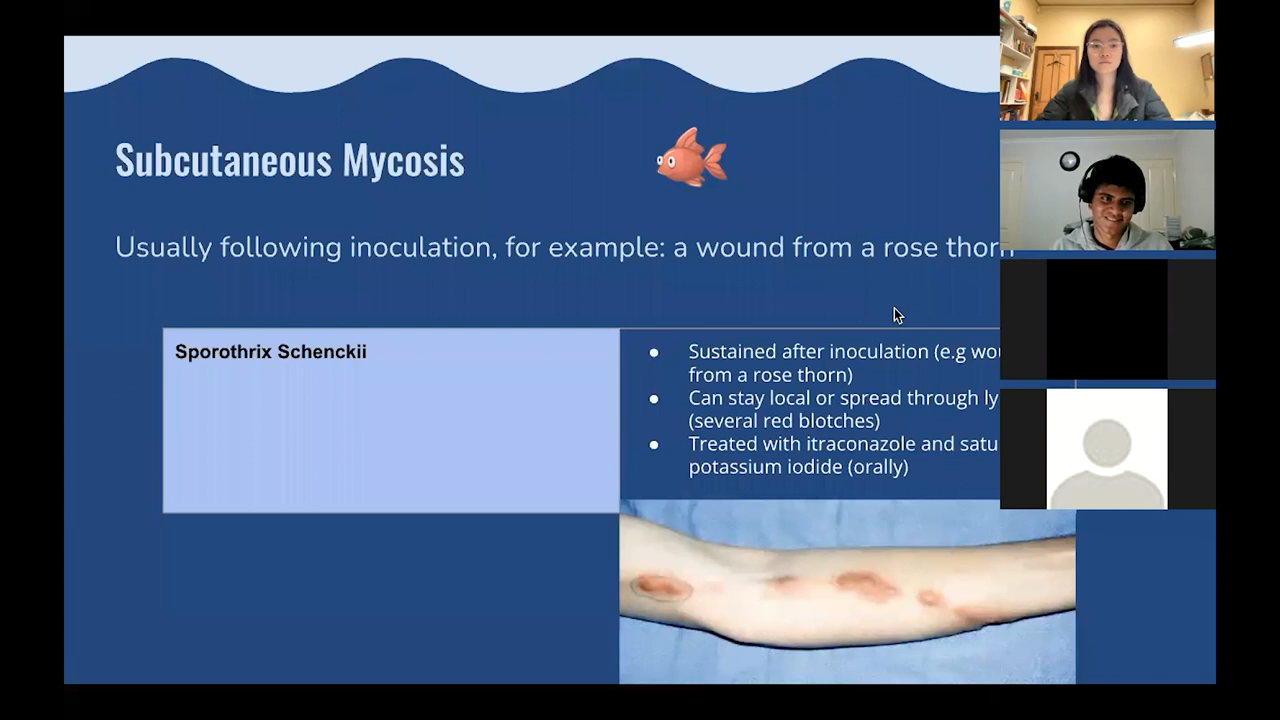 Subcutaneous Mycosis
Usually following inoculation, for example: a wound from a rose thorn
Sporothrix Schenckii
Sustained after inoculation (e.g
from a rose thorn)
Can stay local or spread through
(several red blotches)
Treated with itraconazole and
potassium iodide (orally)